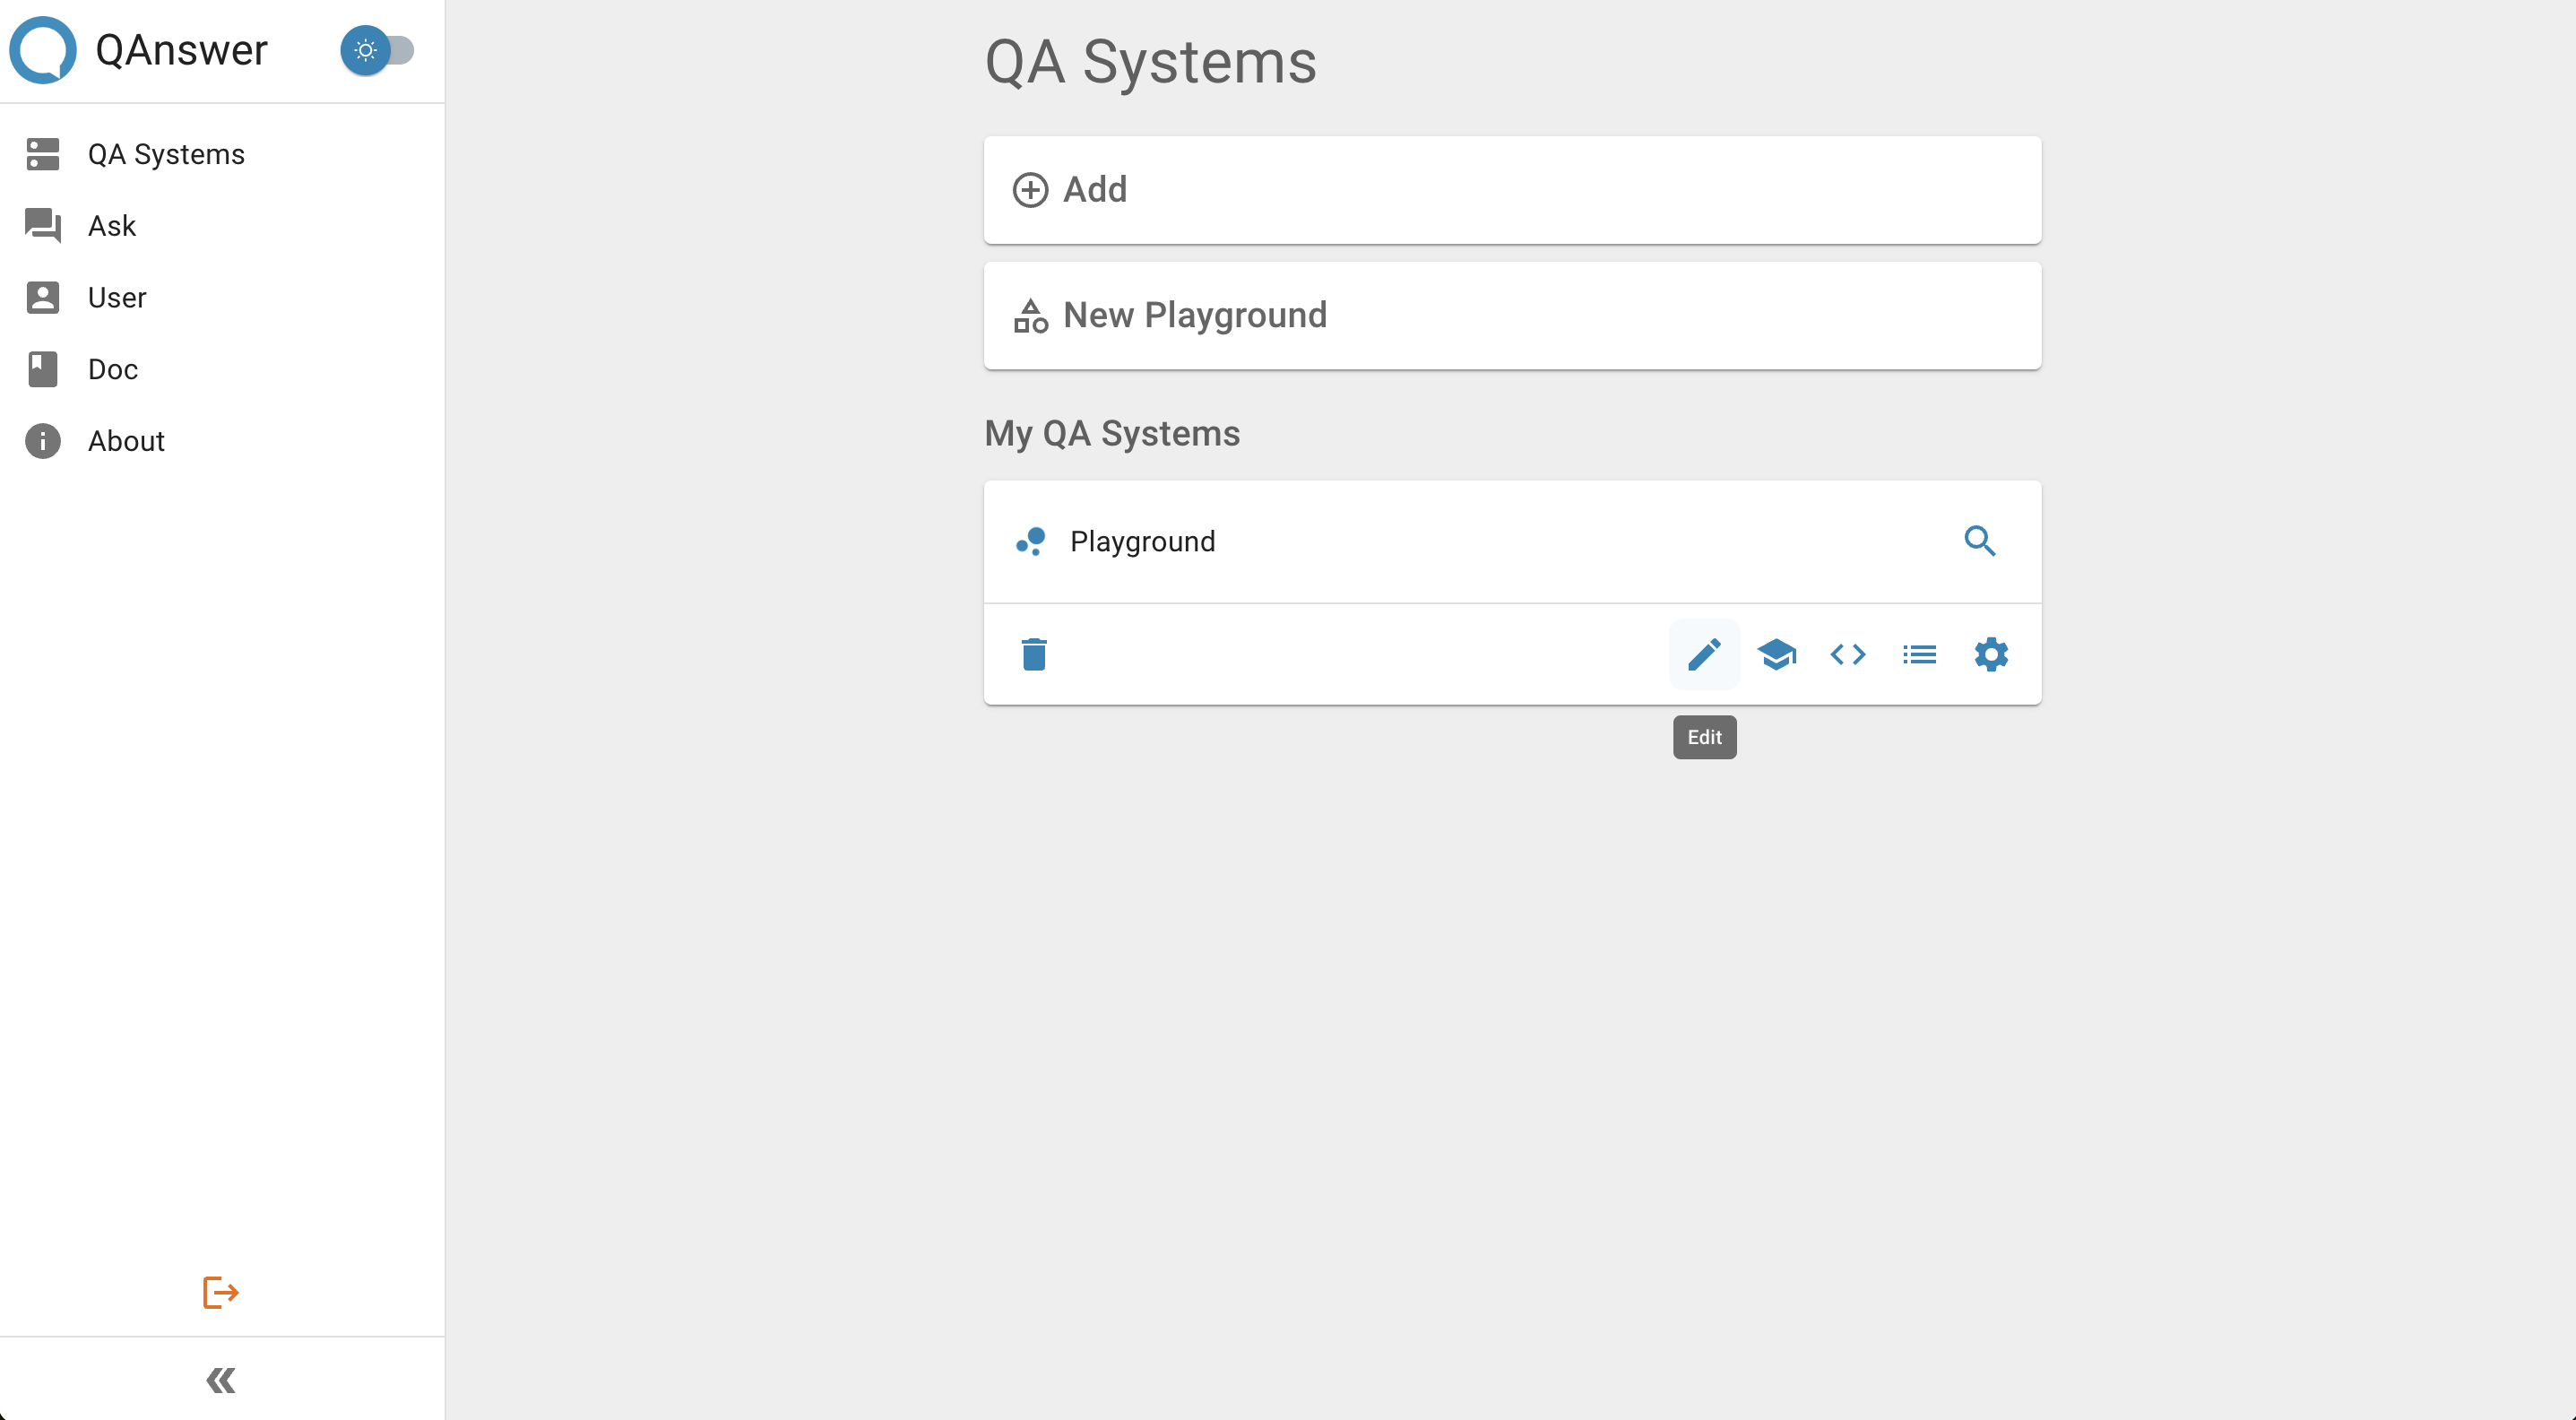 QAnswer
QA Systems
Ask
User
Doc
About
QA Systems
Add
New Playground
My QA Systems
Playground
Edit